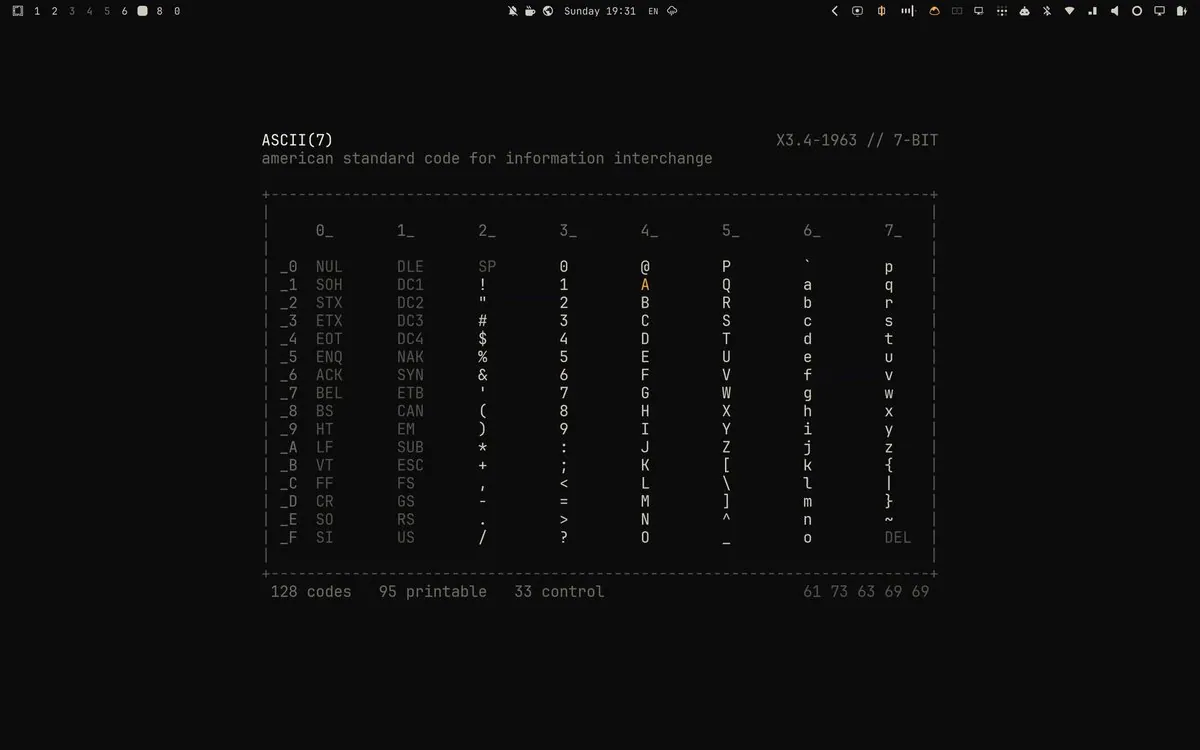 1 2 3 4 5 6 8 0 Sunday 19:31 EN
ASCII(7) X3.4-1963 // 7-BIT
american standard code for information interchange
+--------------------------------------------------------------------------+
0_ 1_ 2_ 3_ 4_ 5_ 6_ 7_
_0 NUL DLE SP 0 @ P ` p
_1 SOH DC1 ! 1 A Q a q
_2 STX DC2 " 2 B R b r
_3 ETX DC3 # 3 C S c s
_4 EOT DC4 $ 4 D T d t
_5 ENQ NAK % 5 E U e u
_6 ACK SYN & 6 F V f v
_7 BEL ETB ' 7 G W g w
_8 BS CAN ( 8 H X h x
_9 HT EM ) 9 I Y i y
_A LF SUB * : J Z j z
_B VT ESC + ; K [ k {
_C FF FS , < L \ l |
_D CR GS - = M ] m }
_E SO RS . > N ^ n ~
_F SI US / ? O _ o DEL
+--------------------------------------------------------------------------+
128 codes 95 printable 33 control 61 73 63 69 69